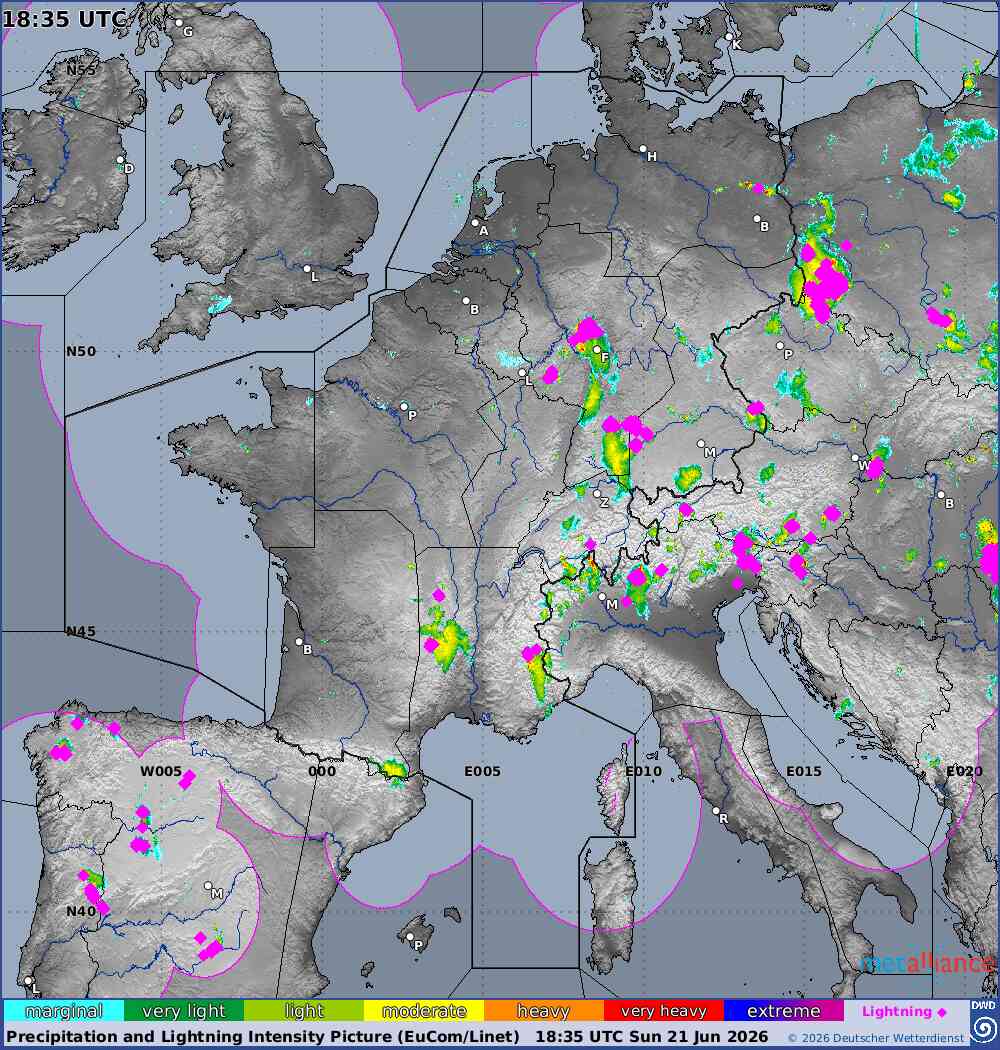 18:35 UTC
G
K
N55
H
D
A
B
L
B
N50
P
F
L
P
M
W
B
Z
M
N45
B
W005
000
E005
E010
E015
E020
R
M
N40
P
L
metalliance
marginal
very light
light
moderate
heavy
very heavy
extreme
Lightning
DWD
Precipitation and Lightning Intensity Picture (EuCom/Linet) 18:35 UTC Sun 21 Jun 2026 © 2026 Deutscher Wetterdienst